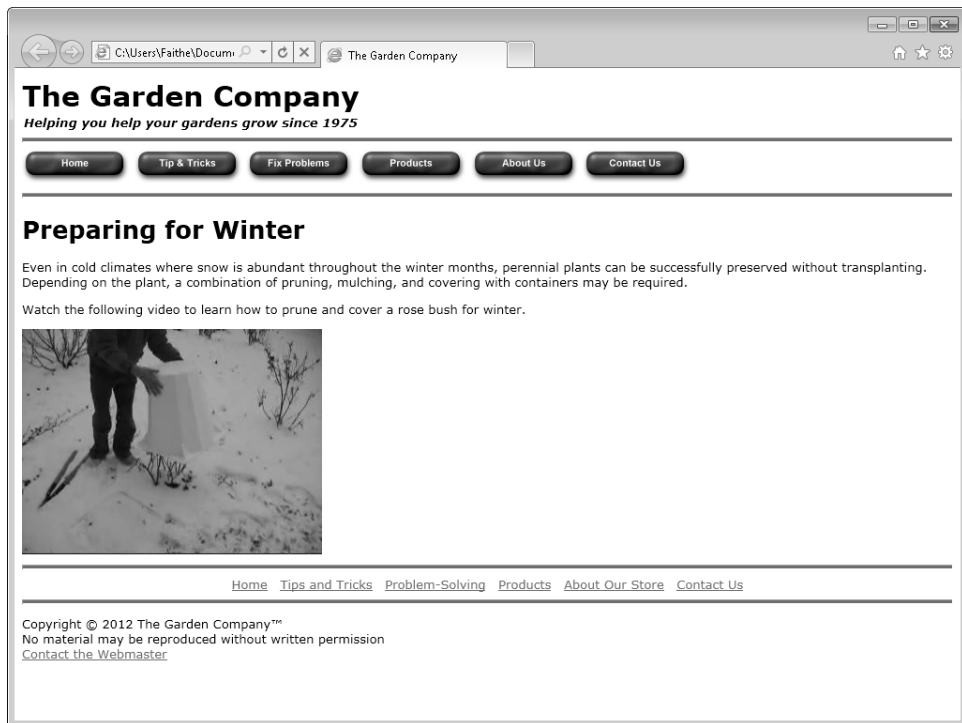 C:\Users\Faithe\Docum
The Garden Company
The Garden Company
Helping you help your gardens grow since 1975
Home Tip & Tricks Fix Problems Products About Us Contact Us
Preparing for Winter
Even in cold climates where snow is abundant throughout the winter months, perennial plants can be successfully preserved without transplanting.
Depending on the plant, a combination of pruning, mulching, and covering with containers may be required.
Watch the following video to learn how to prune and cover a rose bush for winter.
Home Tips and Tricks Problem-Solving Products About Our Store Contact Us
Copyright © 2012 The Garden Company™
No material may be reproduced without written permission
Contact the Webmaster